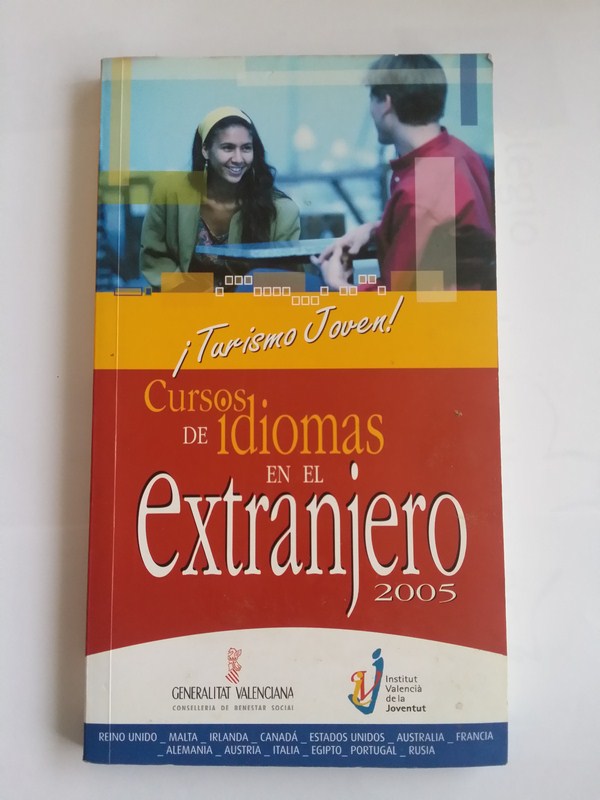 ¡Turismo Joven!
Cursos
DE idiomas
EN EL
extranjero
2005
GENERALITAT VALENCIANA
CONSELLERIA DE BENESTAR SOCIAL
Institut
Valencià
de la
Joventut
REINO UNIDO _ MALTA _ IRLANDA _ CANADÁ _ ESTADOS UNIDOS _ AUSTRALIA _ FRANCIA
_ ALEMANIA _ AUSTRIA _ ITALIA _ EGIPTO _ PORTUGAL _ RUSIA